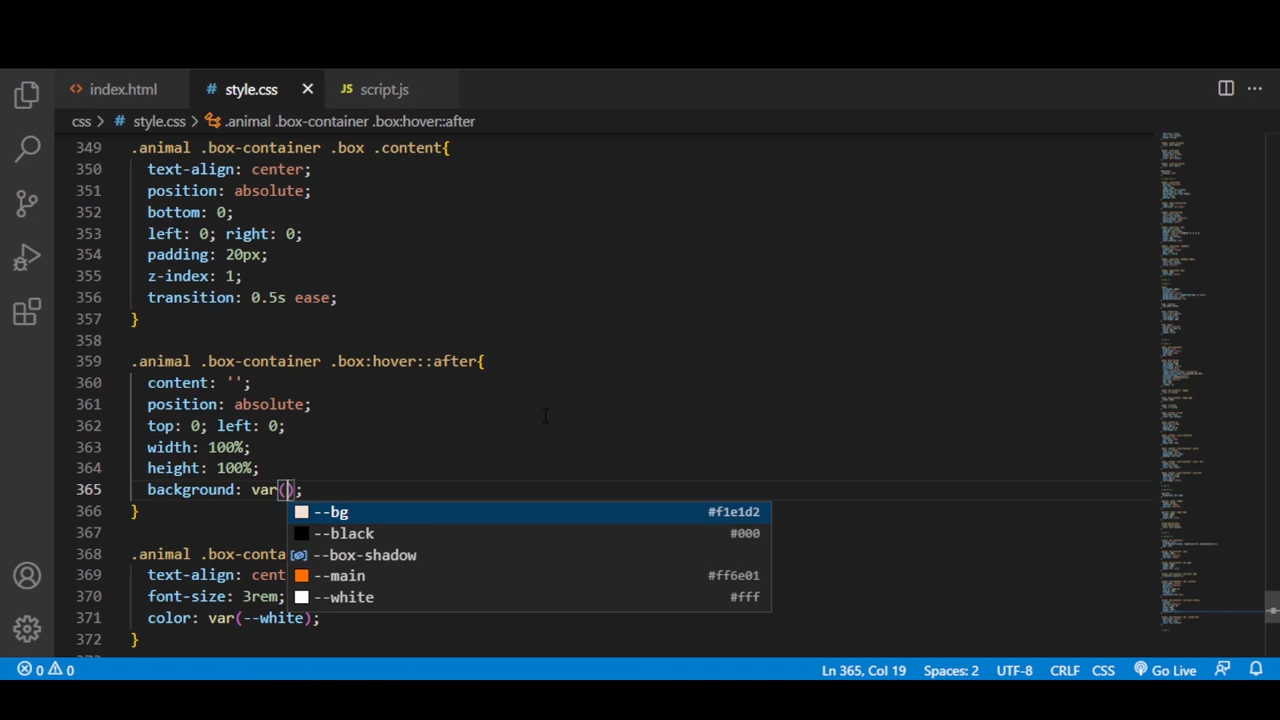 index.html
style.css
JS script.js
css > # style.css > .animal .box-container .box:hover::after
349 .animal .box-container .box .content{
350 text-align: center;
351 position: absolute;
352 bottom: 0;
353 left: 0; right: 0;
354 padding: 20px;
355 z-index: 1;
356 transition: 0.5s ease;
357 }
358
359 .animal .box-container .box:hover::after{
360 content: '';
361 position: absolute;
362 top: 0; left: 0;
363 width: 100%;
364 height: 100%;
365 background: var();
366 }
--bg #f1e1d2
--black #000
--box-shadow
--main #ff6e01
--white #fff
367
368 .animal .box-conta
369 text-align: cent
370 font-size: 3rem;
371 color: var(--white);
372 }
0 0 Ln 365, Col 19 Spaces: 2 UTF-8 CRLF CSS Go Live